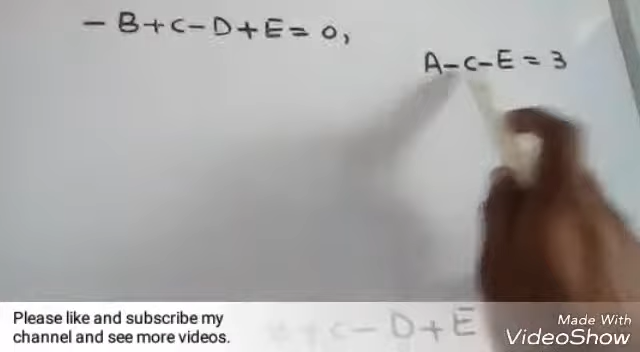 - B+C-D+E=0,
A-C-E=3
+C-D+E
Please like and subscribe my
channel and see more videos.
Made With
VideoShow